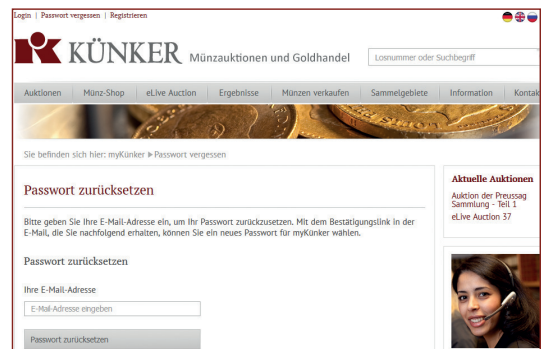 Login | Passwort vergessen | Registrieren
KÜNKER Münzauktionen und Goldhandel
Losnummer oder Suchbegriff
Auktionen Münz-Shop eLive Auction Ergebnisse Münzen verkaufen Sammelgebiete Information Kontak
Sie befinden sich hier: myKünker ▶ Passwort vergessen
Passwort zurücksetzen
Bitte geben Sie Ihre E-Mail-Adresse ein, um Ihr Passwort zurückzusetzen. Mit dem Bestätigungslink in der
E-Mail, die Sie nachfolgend erhalten, können Sie ein neues Passwort für myKünker wählen.
Passwort zurücksetzen
Ihre E-Mail-Adresse
E-Mail-Adresse eingeben
Passwort zurücksetzen
Aktuelle Auktionen
Auktion der Preussag
Sammlung - Teil 1
eLive Auction 37